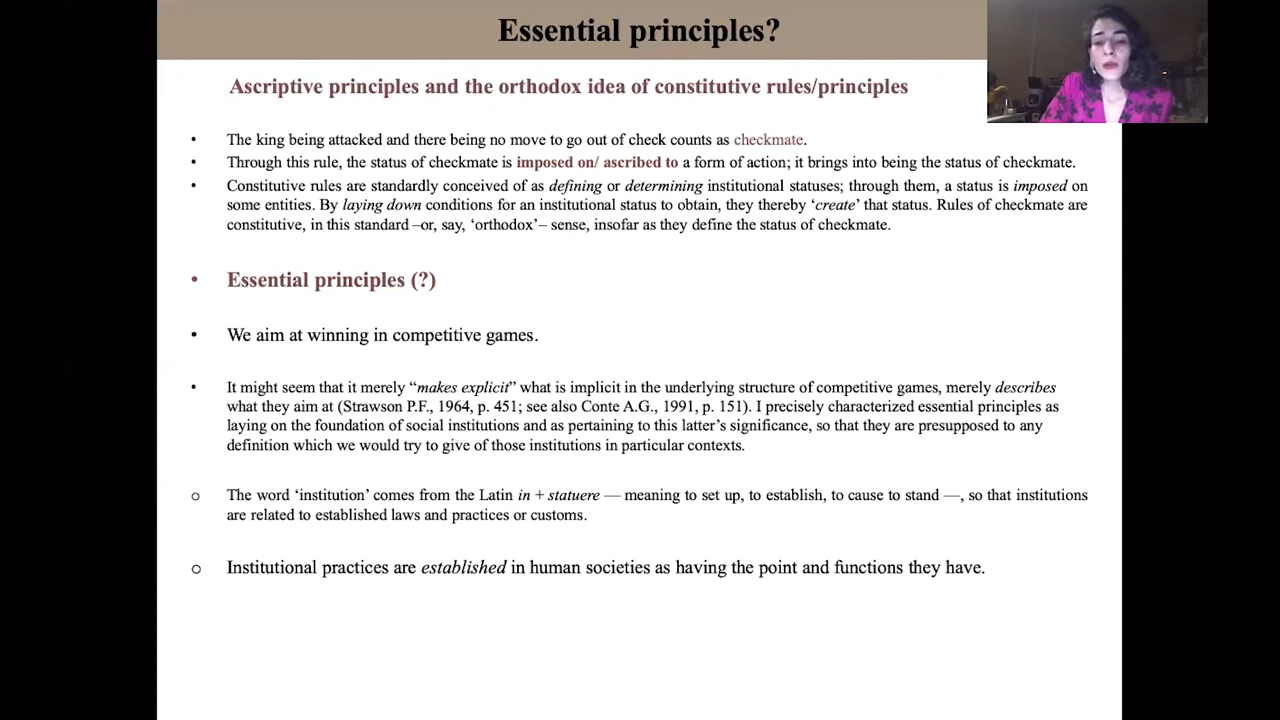 Essential principles?
Ascriptive principles and the orthodox idea of constitutive rules/principles
• The king being attacked and there being no move to go out of check counts as checkmate.
• Through this rule, the status of checkmate is imposed on/ ascribed to a form of action; it brings into being the status of checkmate.
• Constitutive rules are standardly conceived of as defining or determining institutional statuses; through them, a status is imposed on
some entities. By laying down conditions for an institutional status to obtain, they thereby ‘create’ that status. Rules of checkmate are
constitutive, in this standard –or, say, ‘orthodox’– sense, insofar as they define the status of checkmate.
• Essential principles (?)
• We aim at winning in competitive games.
• It might seem that it merely “makes explicit” what is implicit in the underlying structure of competitive games, merely describes
what they aim at (Strawson P.F., 1964, p. 451; see also Conte A.G., 1991, p. 151). I precisely characterized essential principles as
laying on the foundation of social institutions and as pertaining to this latter’s significance, so that they are presupposed to any
definition which we would try to give of those institutions in particular contexts.
o The word ‘institution’ comes from the Latin in + statuere — meaning to set up, to establish, to cause to stand —, so that institutions
are related to established laws and practices or customs.
o Institutional practices are established in human societies as having the point and functions they have.